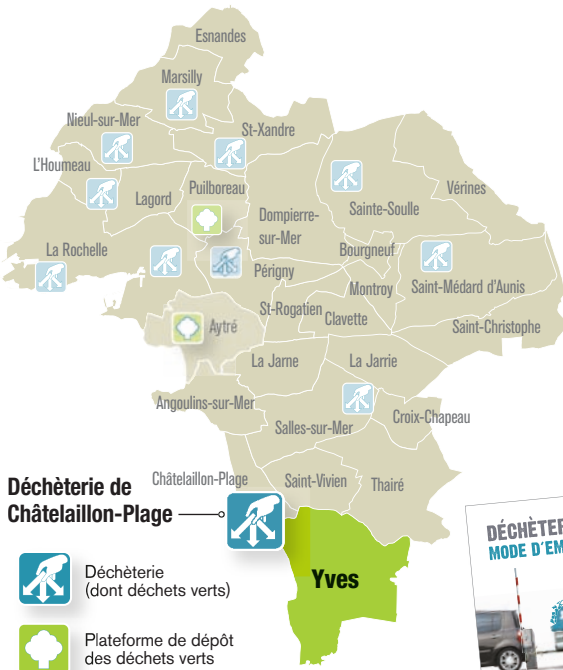 Esnandes
Marsilly
Nieul-sur-Mer
St-Xandre
L'Houmeau
Lagord
Puilboreau
Vérines
Sainte-Soulle
Dompierre-
sur-Mer
La Rochelle
Bourgneuf
Périgny
Montroy
Saint-Médard d'Aunis
St-Rogatien
Clavette
Aytré
Saint-Christophe
La Jarne
La Jarrie
Angoulins-sur-Mer
Croix-Chapeau
Salles-sur-Mer
Châtelaillon-Plage
Saint-Vivien
Thairé
Déchèterie de
Châtelaillon-Plage
Yves
Déchèterie
(dont déchets verts)
Plateforme de dépôt
des déchets verts
DÉCHÈTER
MODE D'EM